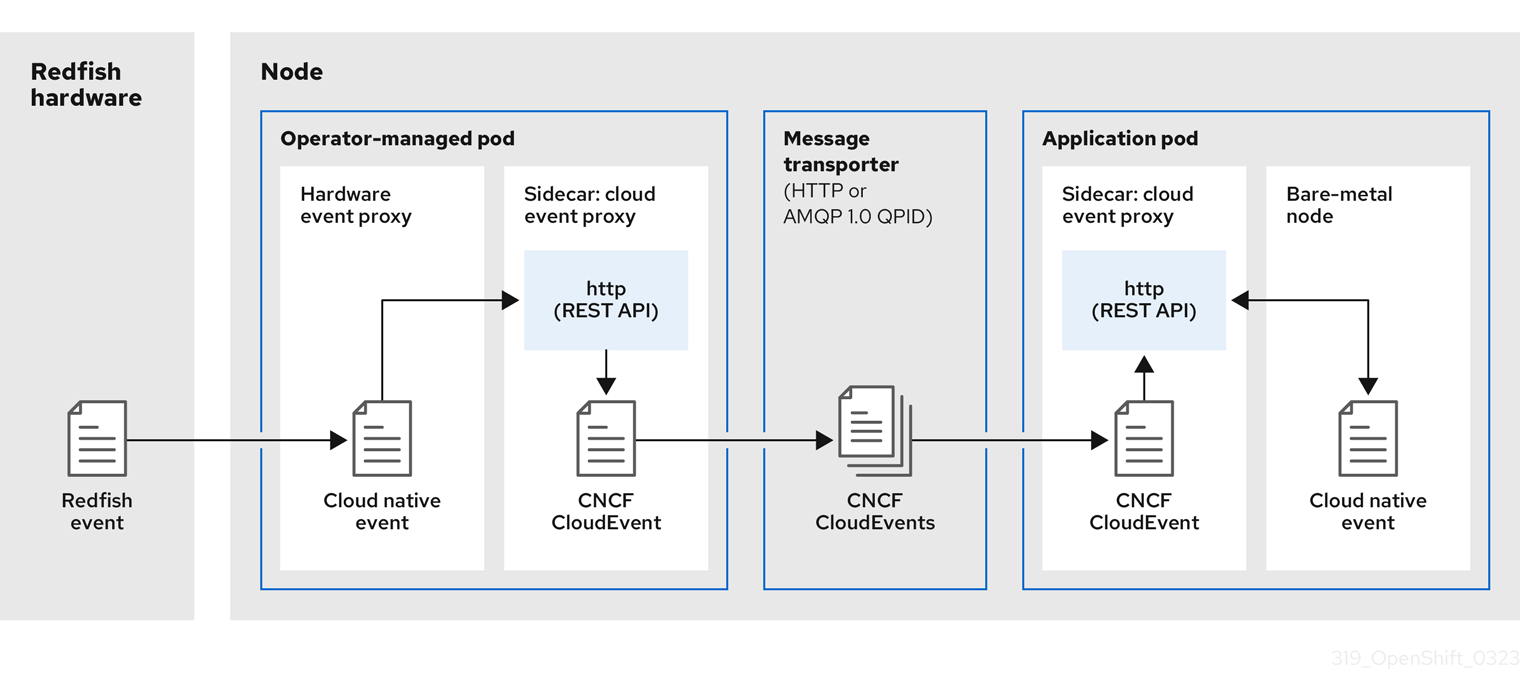 Redfish
hardware
Node
Operator-managed pod
Hardware
event proxy
Sidecar: cloud
event proxy
http
(REST API)
Message
transporter
(HTTP or
AMQP 1.0 QPID)
Application pod
Sidecar: cloud
event proxy
http
(REST API)
Bare-metal
node
Redfish
event
Cloud native
event
CNCF
CloudEvent
CNCF
CloudEvents
CNCF
CloudEvent
Cloud native
event
319_OpenShift_0323